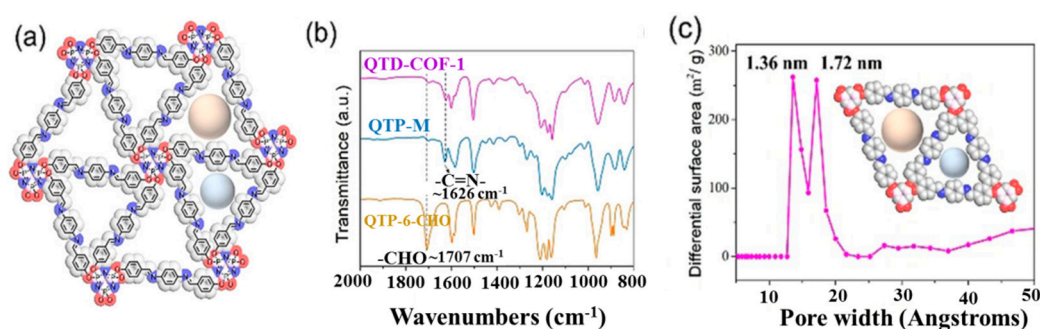 (a)
(b)
QTD-COF-1
QTP-M
-C=N-
~1626 cm-1
QTP-6-CHO
-CHO~1707 cm-1
Transmittance (a.u.)
2000 1800 1600 1400 1200 1000 800
Wavenumbers (cm-1)
(c)
1.36 nm 1.72 nm
Differential surface area (m2/ g)
300
200
100
0
10 20 30 40 50
Pore width (Angstroms)